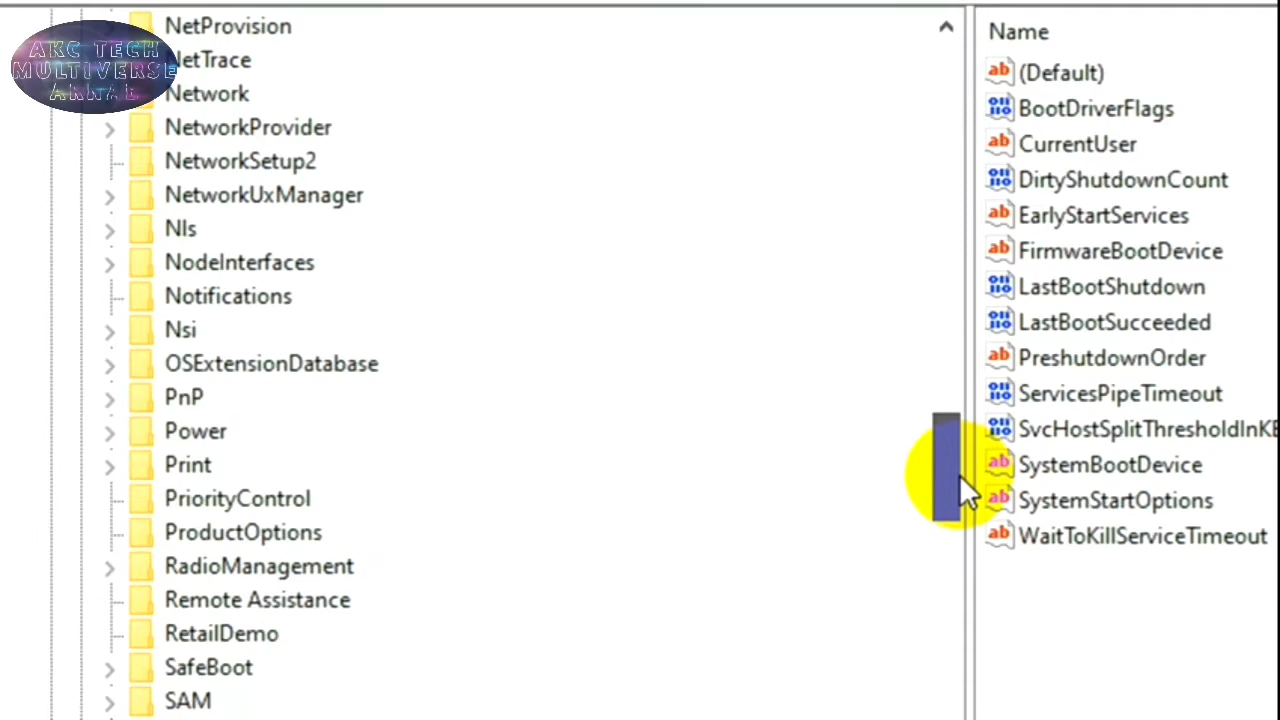 AKC TECH
MULTIVERSE
NetProvision
NetTrace
Network
NetworkProvider
NetworkSetup2
NetworkUxManager
Nls
NodeInterfaces
Notifications
Nsi
OSExtensionDatabase
PnP
Power
Print
PriorityControl
ProductOptions
RadioManagement
Remote Assistance
RetailDemo
SafeBoot
SAM
Name
(Default)
BootDriverFlags
CurrentUser
DirtyShutdownCount
EarlyStartServices
FirmwareBootDevice
LastBootShutdown
LastBootSucceeded
PreshutdownOrder
ServicesPipeTimeout
SvcHostSplitThresholdInKB
SystemBootDevice
SystemStartOptions
WaitToKillServiceTimeout